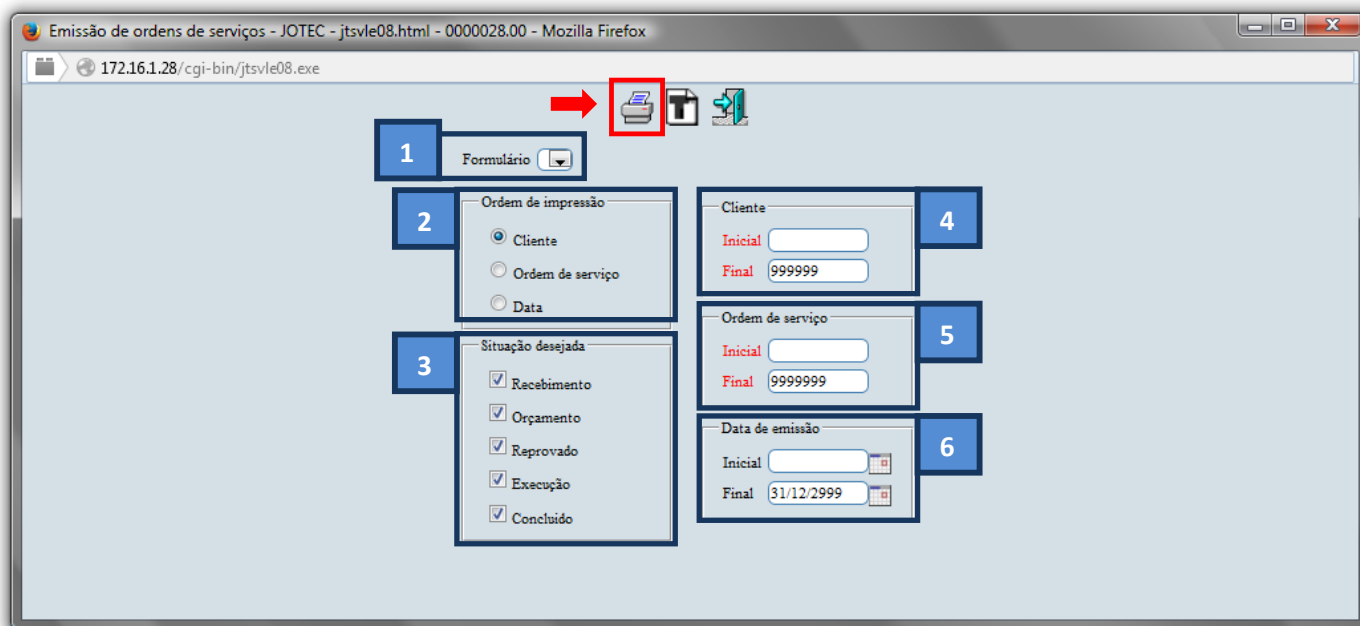 Emissão de ordens de serviços - JOTEC - jtsvle08.html - 0000028.00 - Mozilla Firefox
172.16.1.28/cgi-bin/jtsvle08.exe
1
Formulário
2
Ordem de impressão
Cliente
Ordem de serviço
Data
3
Situação desejada
Recebimento
Orçamento
Reprovado
Execução
Concluido
4
Cliente
Inicial
Final 999999
5
Ordem de serviço
Inicial
Final 9999999
6
Data de emissão
Inicial
Final 31/12/2999